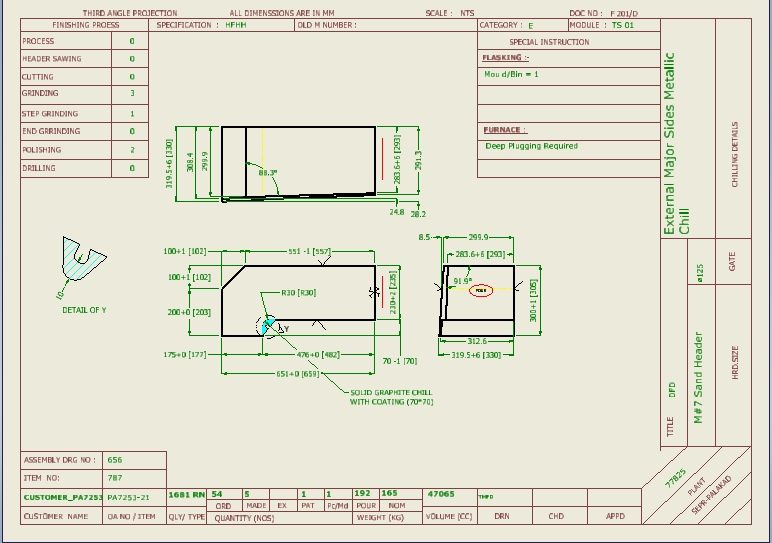 THIRD ANGLE PROJECTION ALL DIMENSSIONS ARE IN MM SCALE : NTS DOC NO : F 201/D
FINISHING PROESS SPECIFICATION : HFHH OLD M NUMBER : CATEGORY : E MODULE : TS 01
PROCESS 0
HEADER SAWING 0
CUTTING 0
GRINDING 3
STEP GRINDING 1
END GRRINDING 0
POLISHING 2
DRILLING 0
SPECIAL INSTRUCTION
FLASKING :-
Mould/Bin = 1
FURNACE :
Deep Plugging Required
External Major Sides Metallic
Chill
CHILLING DETAILS
ø125
GATE
M#7 Sand Header
HRD.SIZE
TITLE DFD
319.5+6 [330]
308.4
299.9
88.3°
283.6+6 [293]
291.3
24.8
28.2
10
DETAIL OF Y
100+1 [102]
551 -1 [557]
100+1 [102]
200+0 [203]
R30 [R30]
Y
175+0 [177]
476+0 [482]
651+0 [659]
70 -1 [70]
SOLID GRAPHITE CHILL
WITH COATING (70*70)
8.5
299.9
283.6+6 [293]
91.9°
POUR
300+1 [305]
312.6
319.5+6 [330]
ASSEMBLY DRG NO : 656
ITEM NO: 787
CUSTOMER_PA7253 PA7253-21 1681 RN 54 5 1 1 192 165 47065
ORD MADE EX PAT Pc/Md POUR NOM
CUSTOMER NAME OA NO / ITEM QLY/ TYPE QUANTITY (NOS) WEIGHT (KG) VOLUME (CC) DRN CHD APPD
77825
PLANT
SEPR-PALAKAD